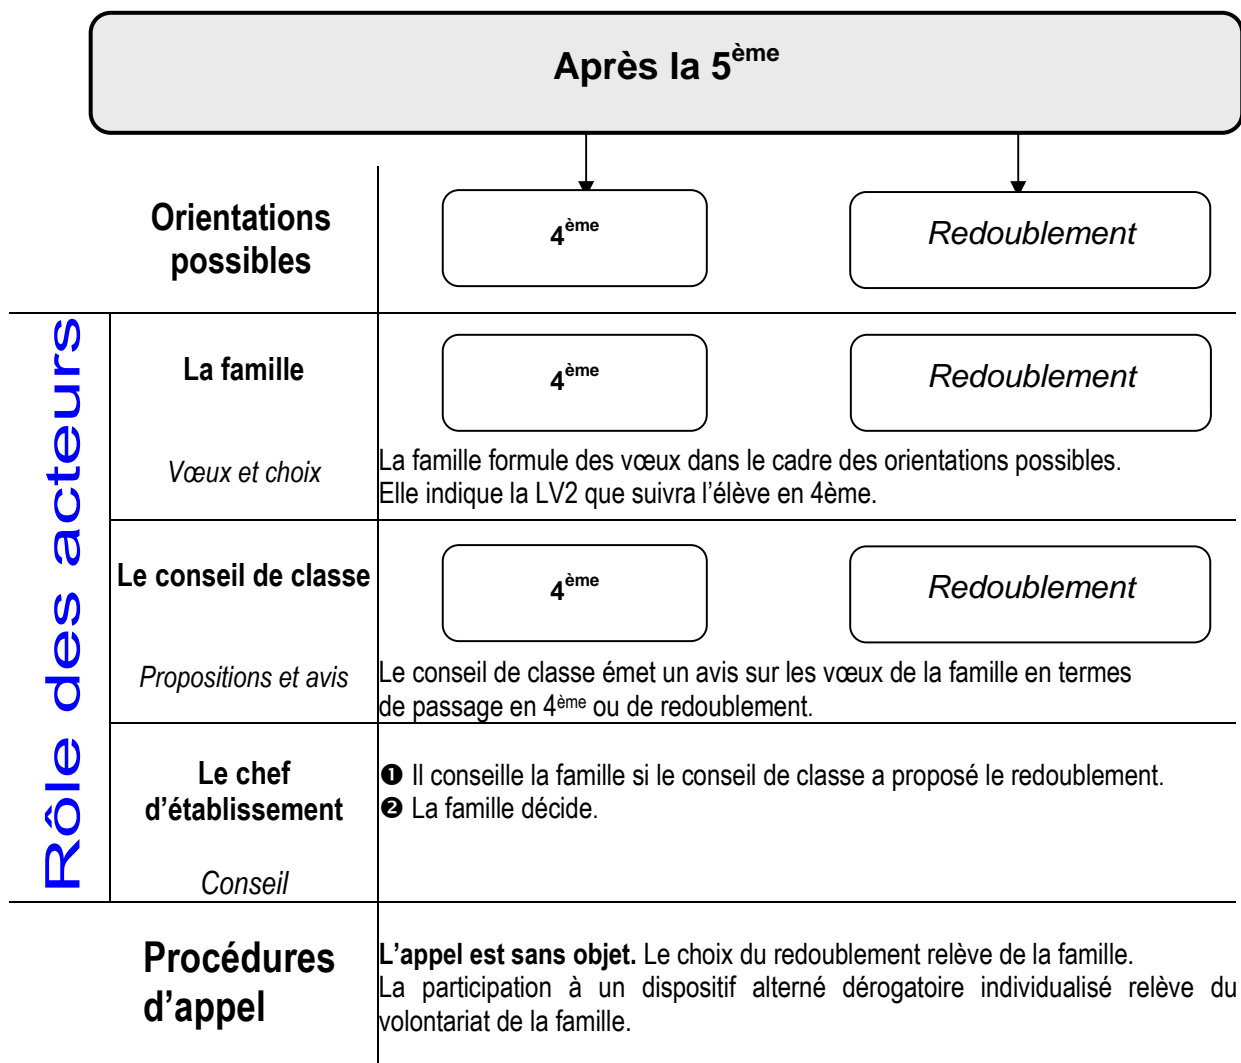 Après la 5ème
Orientations
possibles
4ème
Redoublement
Rôle des acteurs
La famille
Vœux et choix
4ème
Redoublement
La famille formule des vœux dans le cadre des orientations possibles.
Elle indique la LV2 que suivra l’élève en 4ème.
Le conseil de classe
Propositions et avis
4ème
Redoublement
Le conseil de classe émet un avis sur les vœux de la famille en termes
de passage en 4ème ou de redoublement.
Le chef
d’établissement
Conseil
❶ Il conseille la famille si le conseil de classe a proposé le redoublement.
❷ La famille décide.
Procédures
d’appel
L’appel est sans objet. Le choix du redoublement relève de la famille.
La participation à un dispositif alterné dérogatoire individualisé relève du
volontariat de la famille.